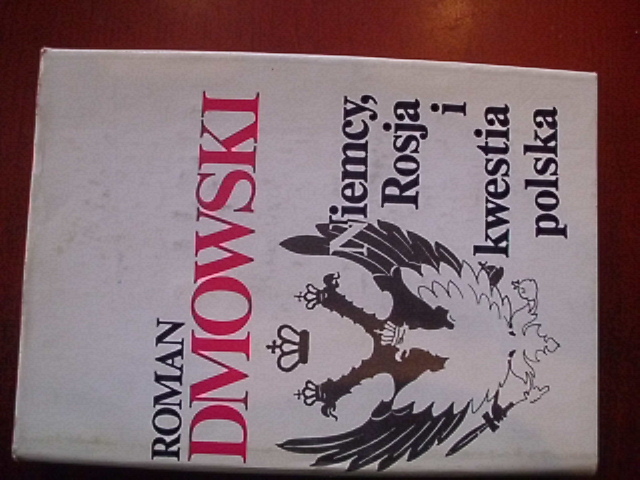 ROMAN
DMOWSKI
Niemcy,
Rosja
i
kwestia
polska